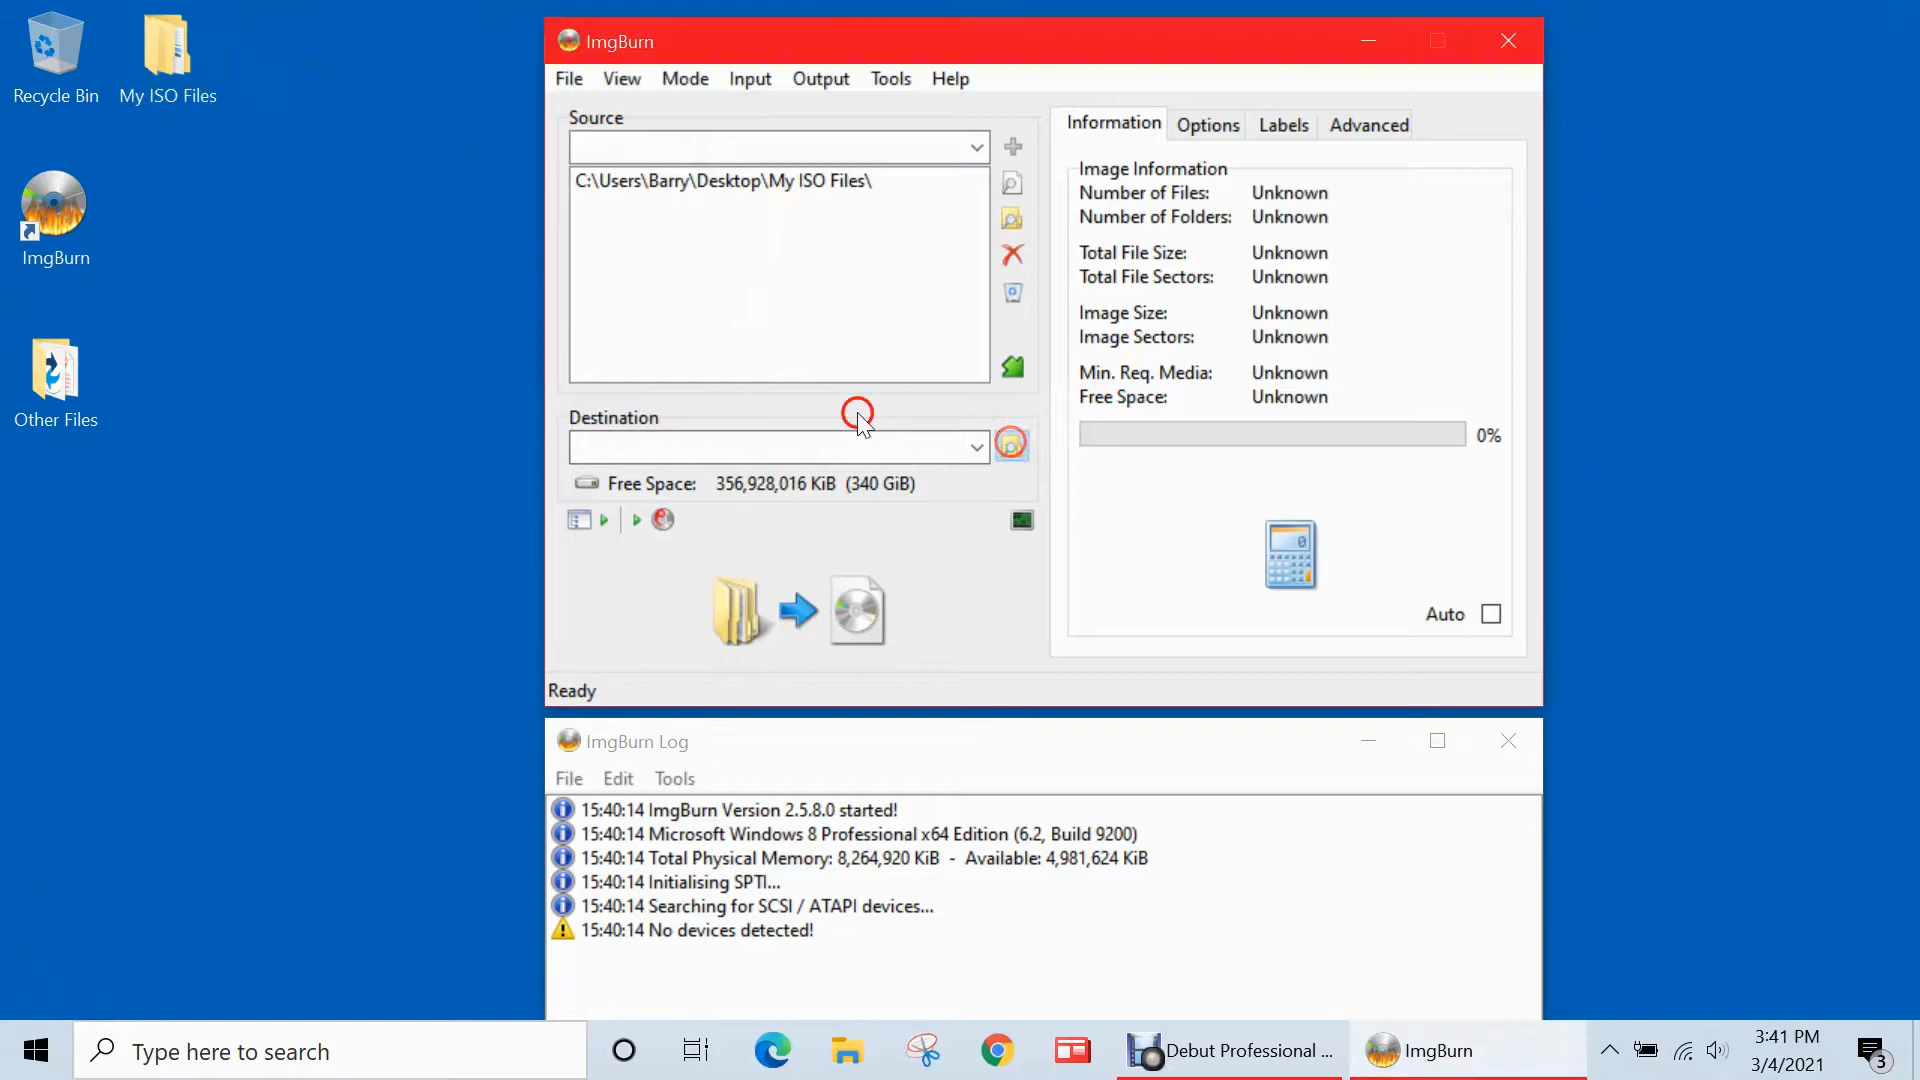 Recycle Bin
My ISO Files
ImgBurn
Other Files
ImgBurn
File View Mode Input Output Tools Help
Source
C:\Users\Barry\Desktop\My ISO Files\
Destination
Free Space: 356,928,016 KiB (340 GiB)
Information Options Labels Advanced
Image Information
Number of Files: Unknown
Number of Folders: Unknown
Total File Size: Unknown
Total File Sectors: Unknown
Image Size: Unknown
Image Sectors: Unknown
Min. Req. Media: Unknown
Free Space: Unknown
0%
0
Auto
Ready
ImgBurn Log
File Edit Tools
15:40:14 ImgBurn Version 2.5.8.0 started!
15:40:14 Microsoft Windows 8 Professional x64 Edition (6.2, Build 9200)
15:40:14 Total Physical Memory: 8,264,920 KiB - Available: 4,981,624 KiB
15:40:14 Initialising SPTI...
15:40:14 Searching for SCSI / ATAPI devices...
15:40:14 No devices detected!
Type here to search
Debut Professional ...
ImgBurn
3:41 PM
3/4/2021
3